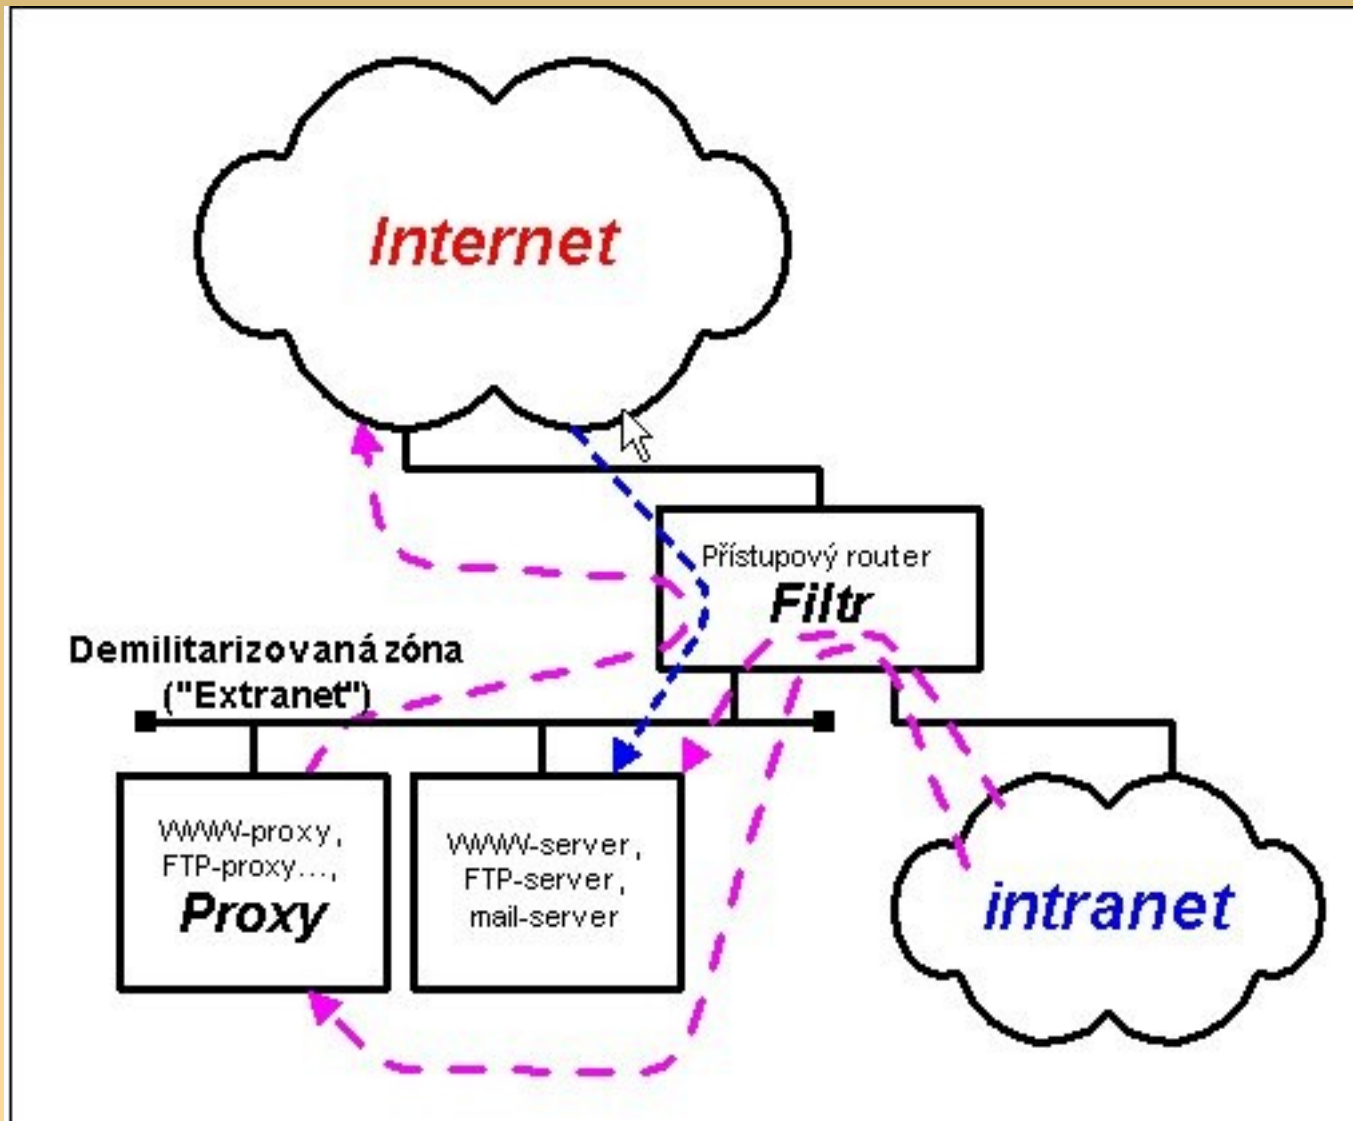 Internet
Přístupový router
Filtr
Demilitarizovaná zóna
("Extranet")
WWW-proxy,
FTP-proxy...,
Proxy
WWW-server,
FTP-server,
mail-server
intranet